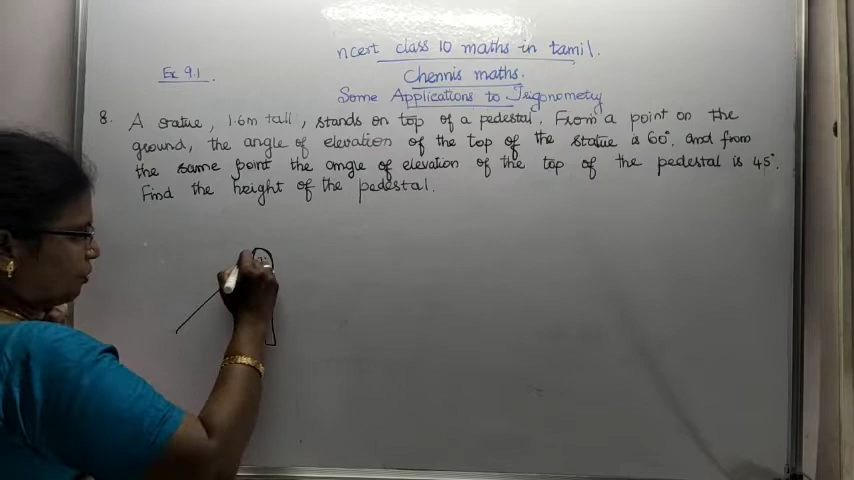 ncert class 10 maths in tamil.
Ex 9.1.
Chennis maths.
Some Applications to Trigonometry
8. A statue, 1.6m tall, stands on top of a pedestal. From a point on the
ground, the angle of elevation of the top of the statue is 60°. and from
the same point the angle of elevation of the top of the pedestal is 45°.
Find the height of the pedestal.